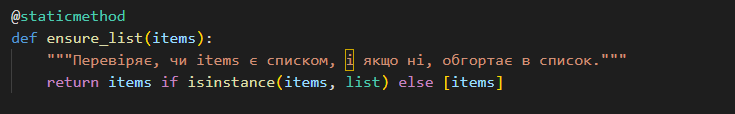 @staticmethod
def ensure_list(items):
    """Перевіряє, чи items є списком, і якщо ні, обгортає в список."""
    return items if isinstance(items, list) else [items]